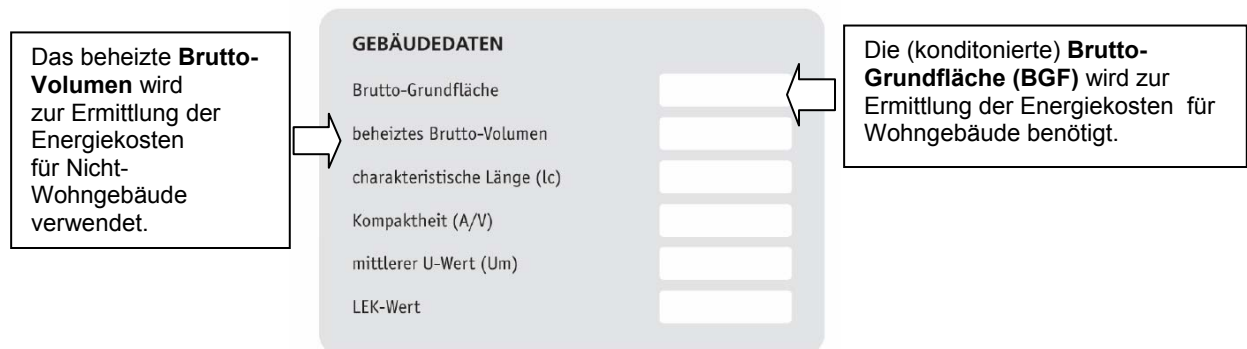 Das beheizte Brutto-
Volumen wird
zur Ermittlung der
Energiekosten
für Nicht-
Wohngebäude
verwendet.
GEBÄUDEDATEN
Brutto-Grundfläche
beheiztes Brutto-Volumen
charakteristische Länge (lc)
Kompaktheit (A/V)
mittlerer U-Wert (Um)
LEK-Wert
Die (konditonierte) Brutto-
Grundfläche (BGF) wird zur
Ermittlung der Energiekosten für
Wohngebäude benötigt.